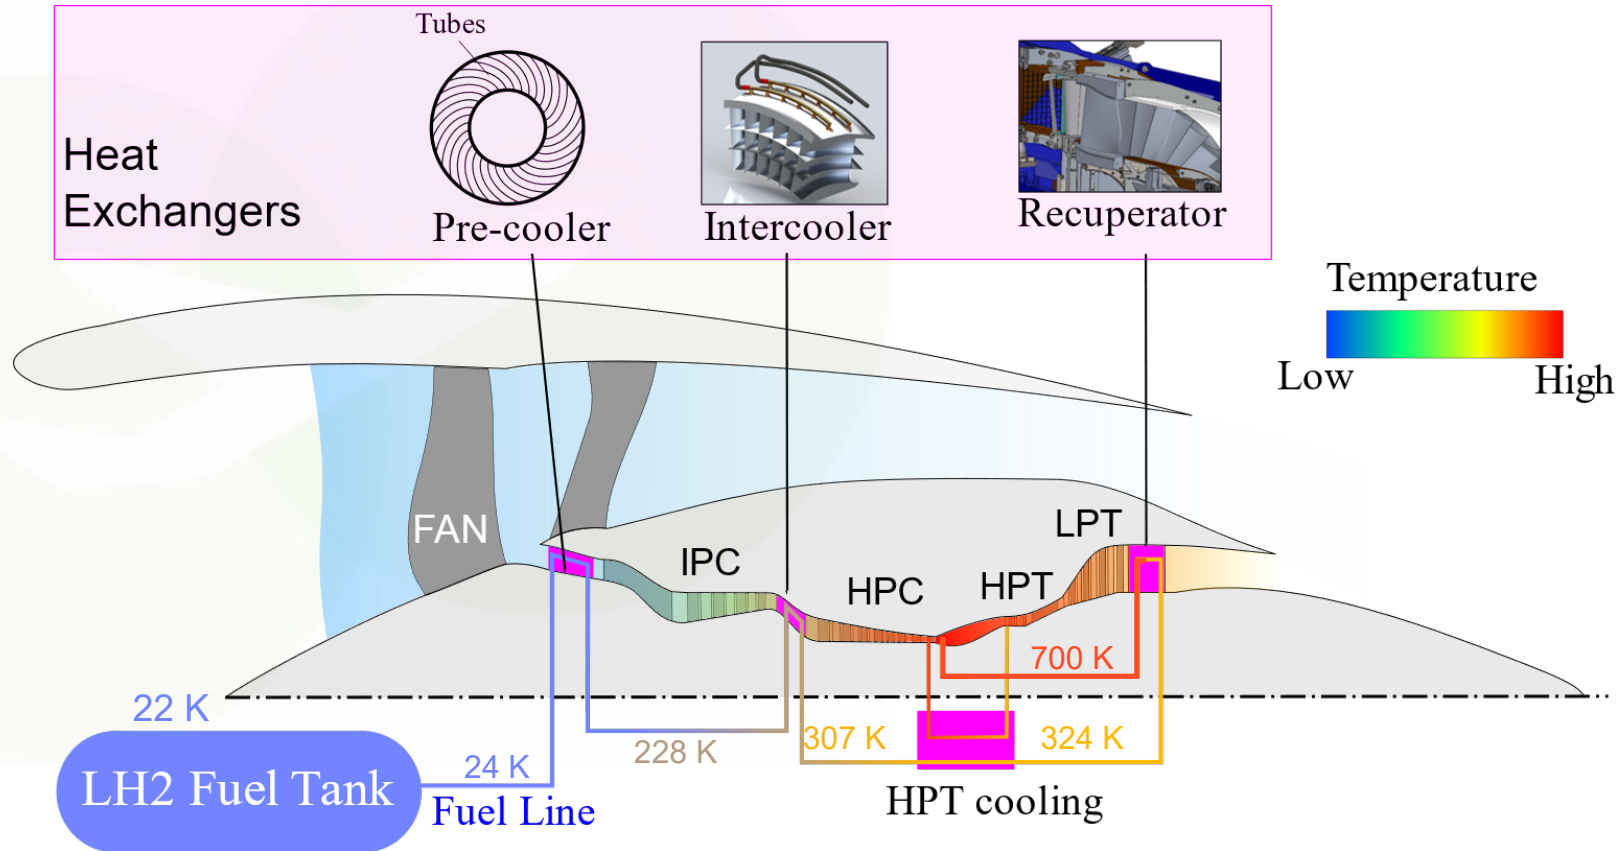 Tubes
Heat
Exchangers
Pre-cooler
Intercooler
Recuperator
Temperature
Low
High
FAN
IPC
HPC
HPT
LPT
700 K
22 K
LH2 Fuel Tank
24 K
Fuel Line
228 K
307 K
324 K
HPT cooling